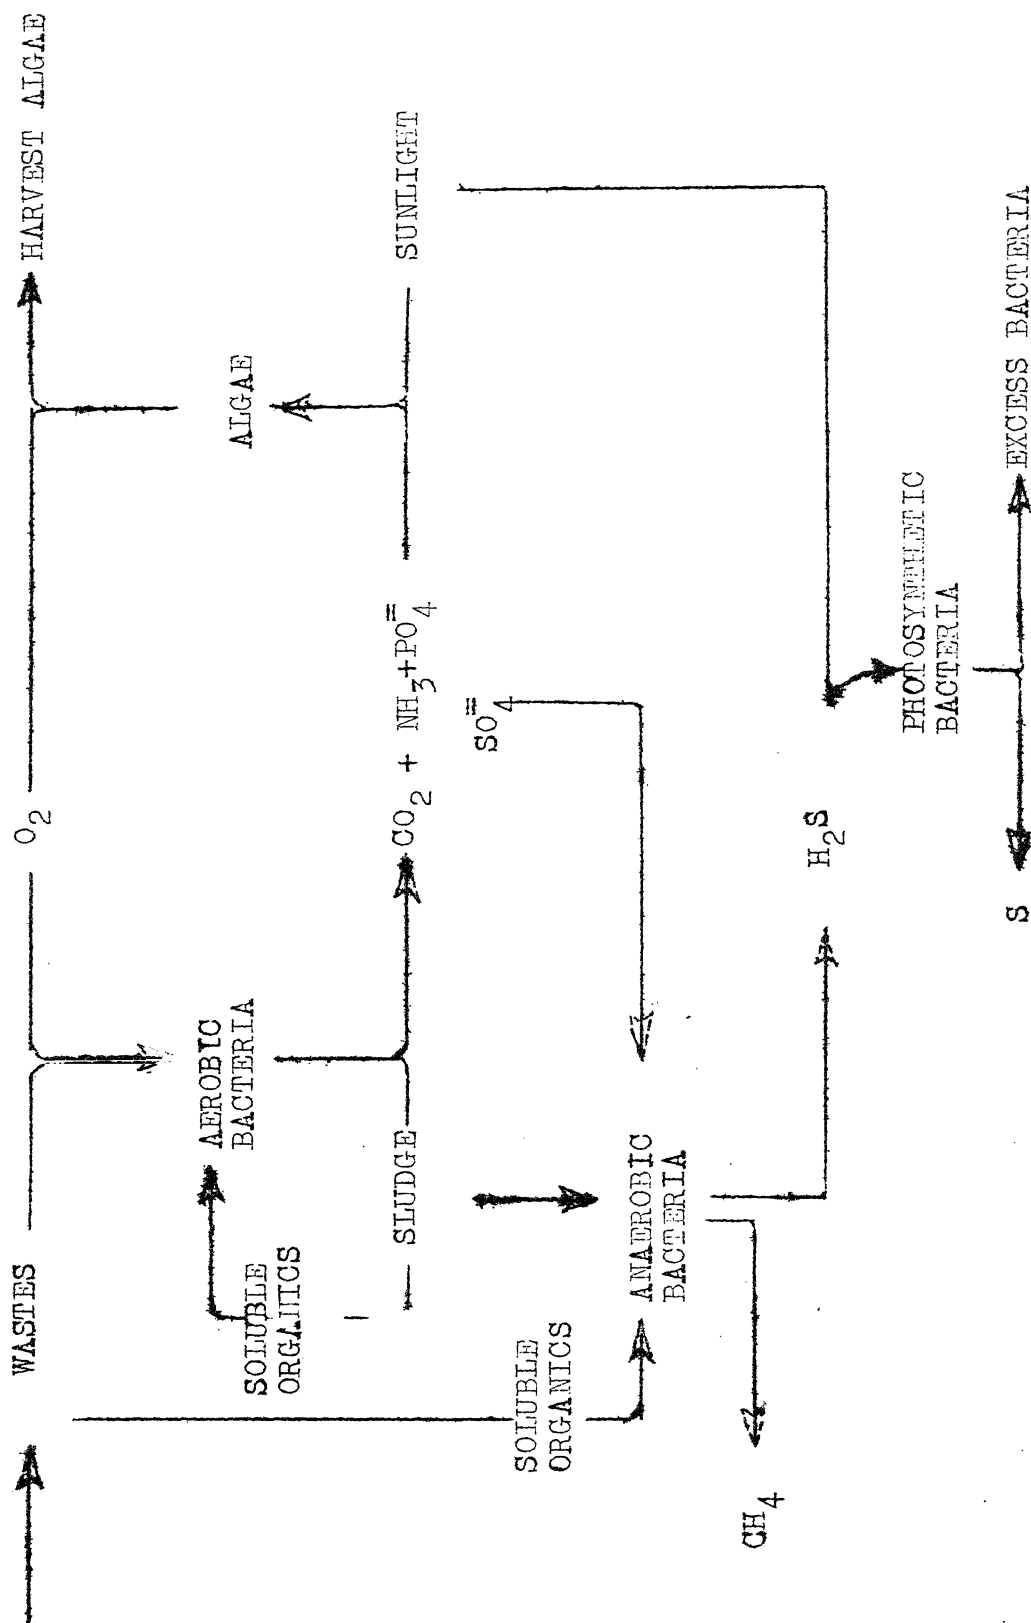 WASTES
O2
HARVEST ALGAE
SOLUBLE
ORGANICS
AEROBIC
BACTERIA
ALGAE
SLUDGE
CO2 + NH3+PO4=
SUNLIGHT
SO4=
SOLUBLE
ORGANICS
ANAEROBIC
BACTERIA
CH4
H2S
PHOTOSYNTHETIC
BACTERIA
S
EXCESS BACTERIA